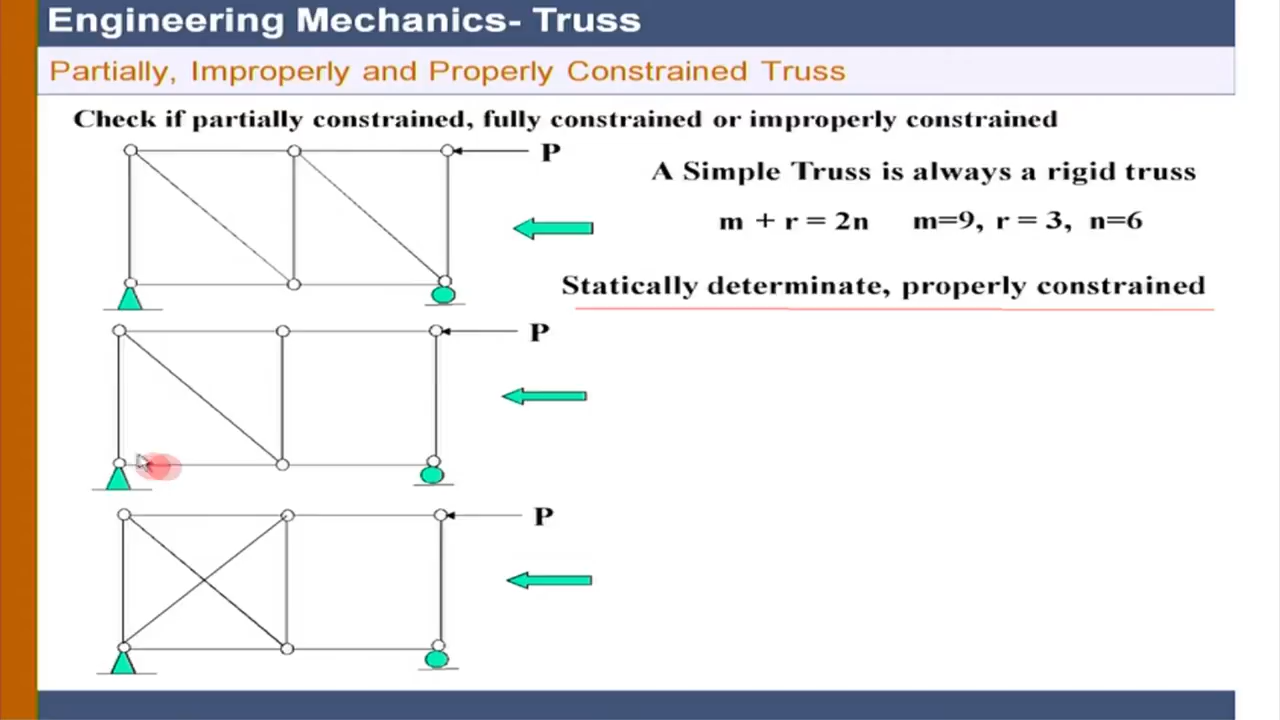 Engineering Mechanics- Truss
Partially, Improperly and Properly Constrained Truss
Check if partially constrained, fully constrained or improperly constrained
P
A Simple Truss is always a rigid truss
m + r = 2n m=9, r = 3, n=6
Statically determinate, properly constrained
P
P